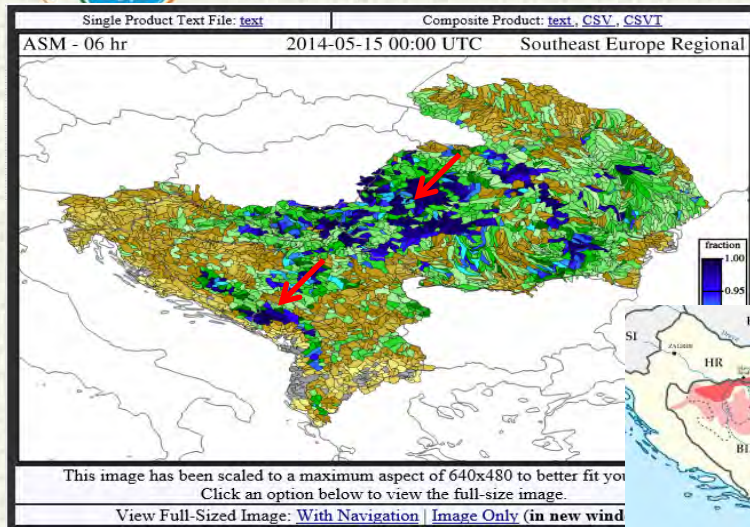 Single Product Text File: text
Composite Product: text , CSV , CSVT
ASM - 06 hr
2014-05-15 00:00 UTC
Southeast Europe Regional
fraction
1.00
0.95
SI
ZAGREB
HR
This image has been scaled to a maximum aspect of 640x480 to better fit you
Click an option below to view the full-size image.
View Full-Sized Image: With Navigation | Image Only (in new wind